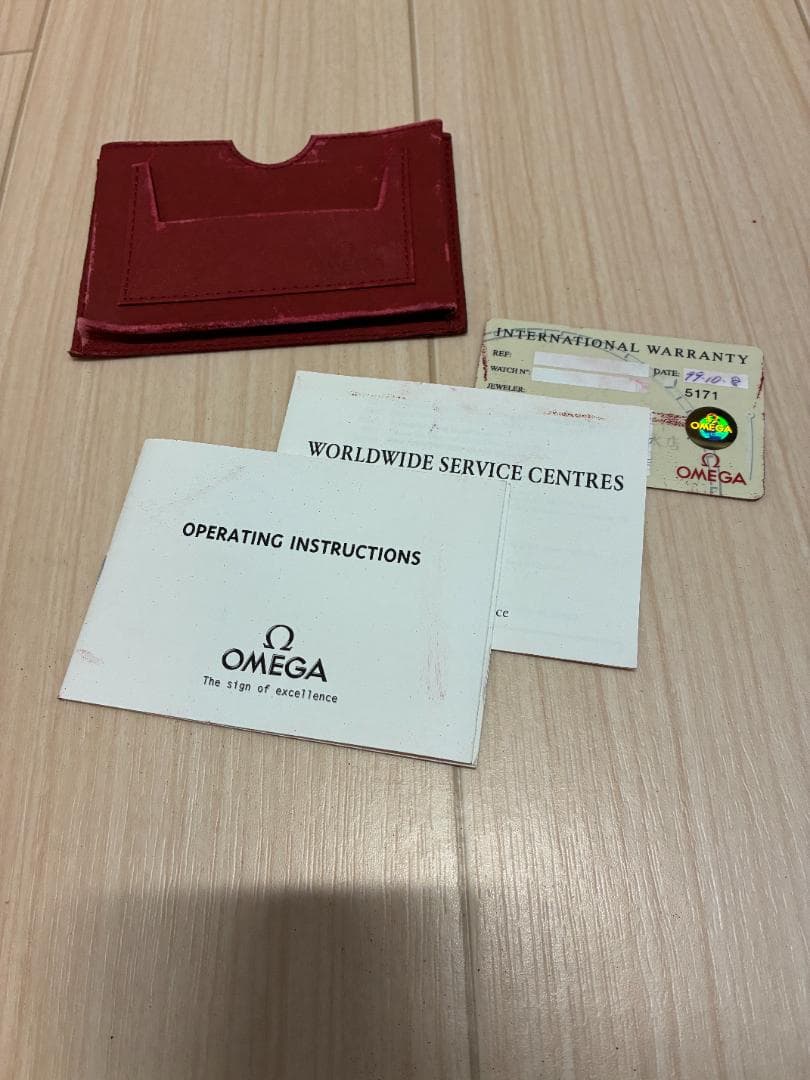 INTERNATIONAL WARRANTY
REF:
WATCH N°:
DATE: 99.10.8
JEWELER:
5171
OMEGA
Ω
OMEGA
WORLDWIDE SERVICE CENTRES
ce
OPERATING INSTRUCTIONS
Ω
OMEGA
The sign of excellence